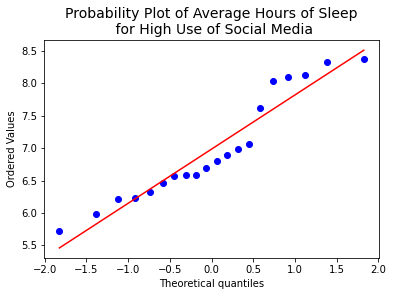 Probability Plot of Average Hours of Sleep
for High Use of Social Media
Ordered Values
8.5
8.0
7.5
7.0
6.5
6.0
5.5
−2.0 −1.5 −1.0 −0.5 0.0 0.5 1.0 1.5 2.0
Theoretical quantiles